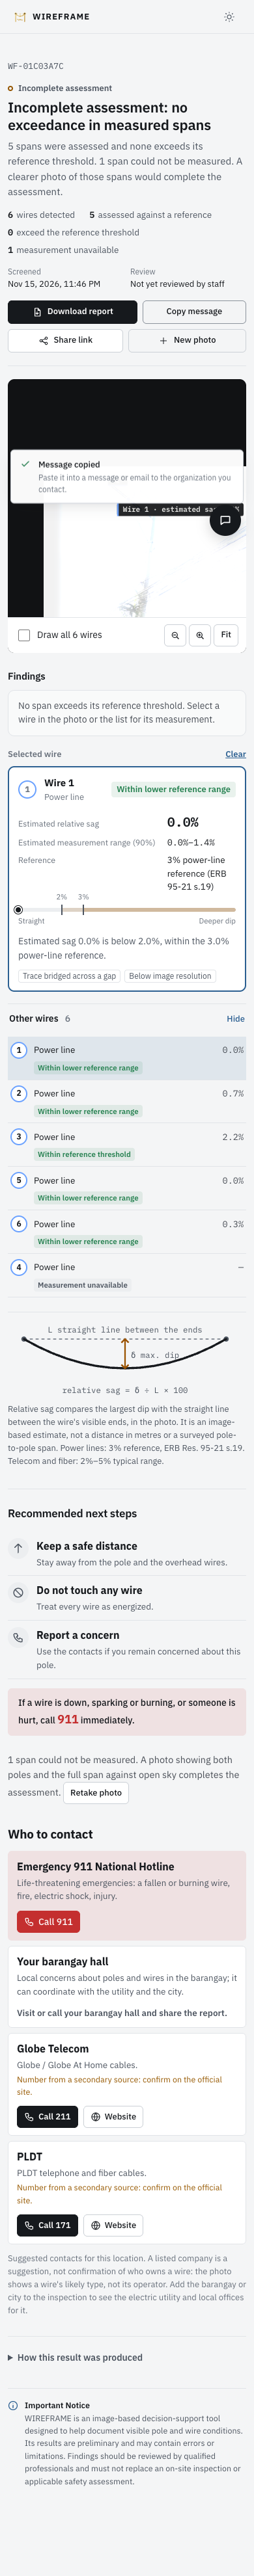 WIREFRAME
WF-01C03A7C
Incomplete assessment
Incomplete assessment: no
exceedance in measured spans
5 spans were assessed and none exceeds its
reference threshold. 1 span could not be measured. A
clearer photo of those spans would complete the
assessment.
6 wires detected 5 assessed against a reference
0 exceed the reference threshold
1 measurement unavailable
Screened Review
Nov 15, 2026, 11:46 PM Not yet reviewed by staff
Download report Copy message
Share link New photo
Message copied
Paste it into a message or email to the organization you
contact.
Wire 1 · estimated
Draw all 6 wires Fit
Findings
No span exceeds its reference threshold. Select a
wire in the photo or the list for its measurement.
Selected wire Clear
1 Wire 1 Within lower reference range
Power line
Estimated relative sag 0.0%
Estimated measurement range (90%) 0.0%–1.4%
Reference 3% power-line
reference (ERB
95-21 s.19)
2% 3%
Straight Deeper dip
Estimated sag 0.0% is below 2.0%, within the 3.0%
power-line reference.
Trace bridged across a gap Below image resolution
Other wires 6 Hide
1 Power line 0.0%
Within lower reference range
2 Power line 0.7%
Within lower reference range
3 Power line 2.2%
Within reference threshold
5 Power line 0.0%
Within lower reference range
6 Power line 0.3%
Within lower reference range
4 Power line —
Measurement unavailable
L straight line between the ends
δ max. dip
relative sag = δ ÷ L × 100
Relative sag compares the largest dip with the straight line
between the wire's visible ends, in the photo. It is an image-
based estimate, not a distance in metres or a surveyed pole-
to-pole span. Power lines: 3% reference, ERB Res. 95-21 s.19.
Telecom and fiber: 2%–5% typical range.
Recommended next steps
Keep a safe distance
Stay away from the pole and the overhead wires.
Do not touch any wire
Treat every wire as energized.
Report a concern
Use the contacts if you remain concerned about this
pole.
If a wire is down, sparking or burning, or someone is
hurt, call 911 immediately.
1 span could not be measured. A photo showing both
poles and the full span against open sky completes the
assessment. Retake photo
Who to contact
Emergency 911 National Hotline
Life-threatening emergencies: a fallen or burning wire,
fire, electric shock, injury.
Call 911
Your barangay hall
Local concerns about poles and wires in the barangay; it
can coordinate with the utility and the city.
Visit or call your barangay hall and share the report.
Globe Telecom
Globe / Globe At Home cables.
Number from a secondary source: confirm on the official
site.
Call 211 Website
PLDT
PLDT telephone and fiber cables.
Number from a secondary source: confirm on the official
site.
Call 171 Website
Suggested contacts for this location. A listed company is a
suggestion, not confirmation of who owns a wire: the photo
shows a wire's likely type, not its operator. Add the barangay or
city to the inspection to see the electric utility and local offices
for it.
How this result was produced
Important Notice
WIREFRAME is an image-based decision-support tool
designed to help document visible pole and wire conditions.
Its results are preliminary and may contain errors or
limitations. Findings should be reviewed by qualified
professionals and must not replace an on-site inspection or
applicable safety assessment.